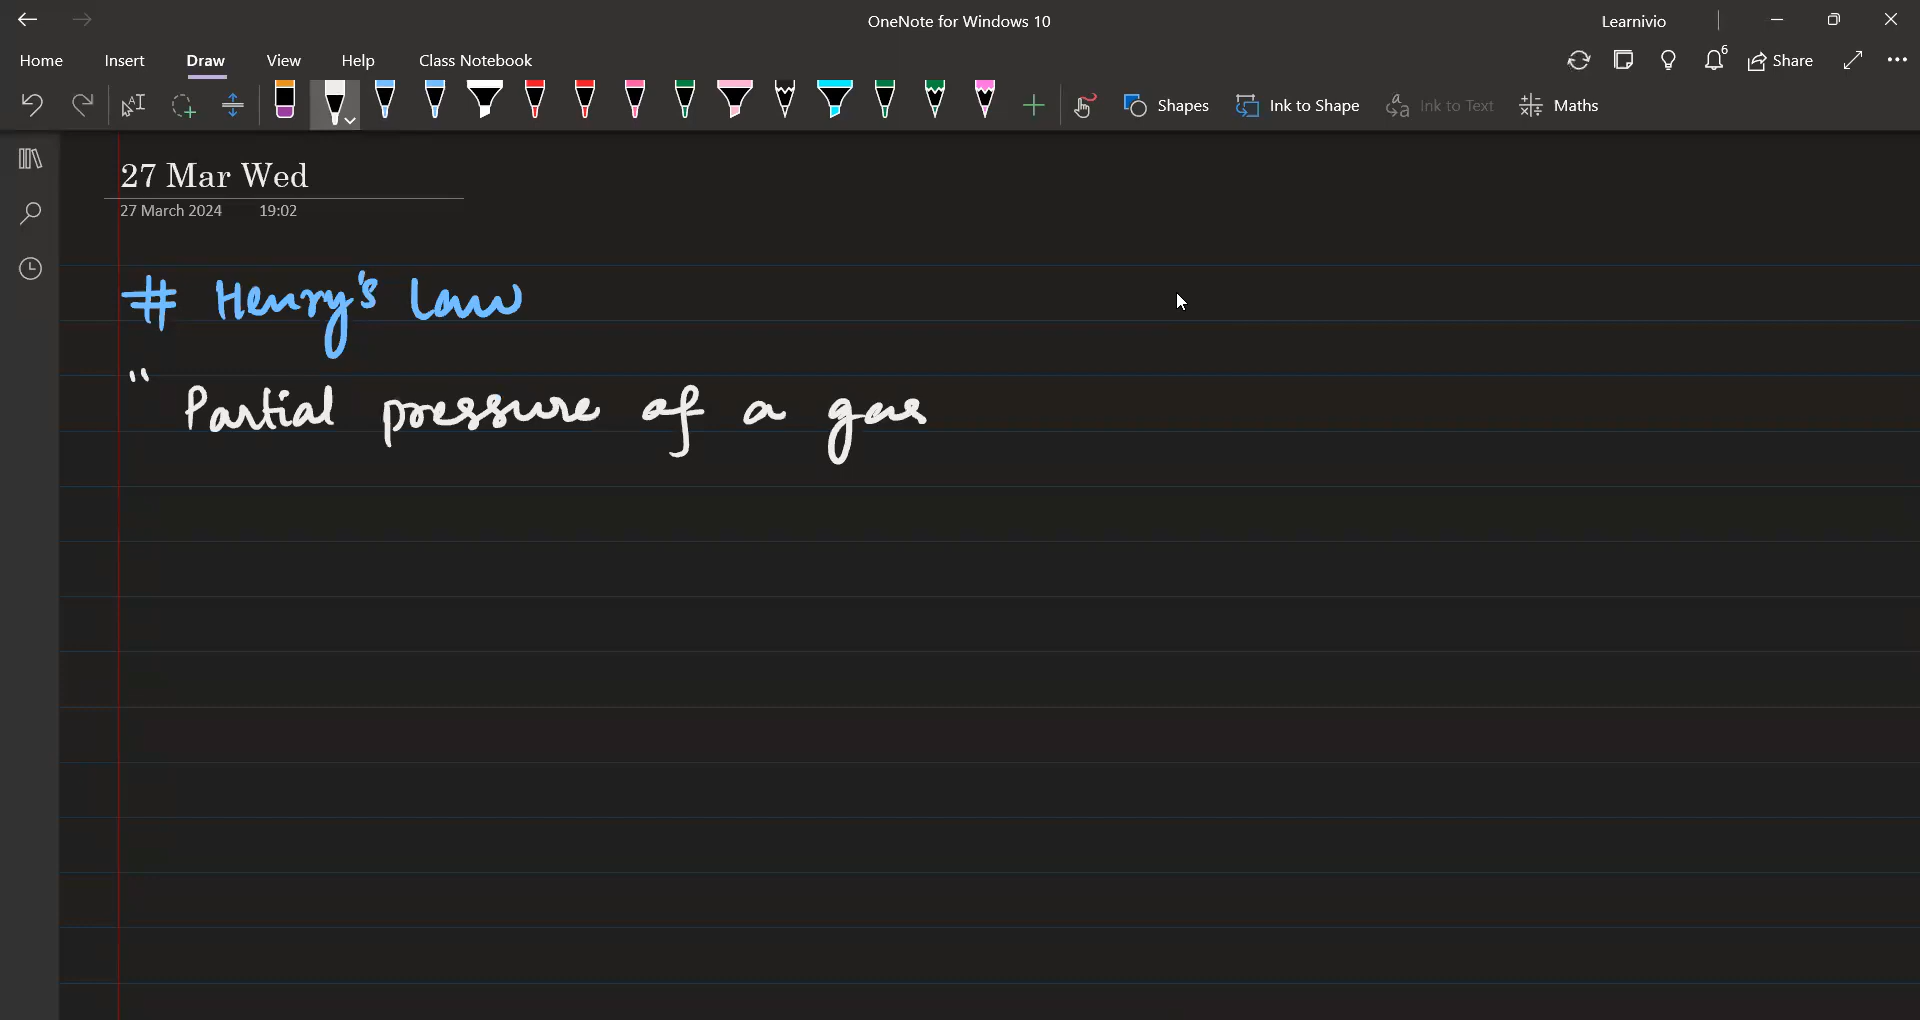 OneNote for Windows 10
Learnivio
Home Insert Draw View Help Class Notebook
6
Share
Shapes Ink to Shape Ink to Text Maths
27 Mar Wed
27 March 2024 19:02
# Henry's Law
" Partial pressure of a gas